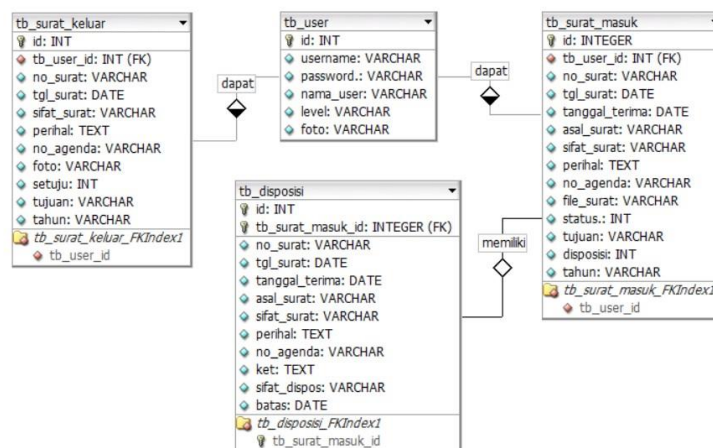 tb_surat_keluar
id: INT
tb_user_id: INT (FK)
no_surat: VARCHAR
tgl_surat: DATE
sifat_surat: VARCHAR
perihal: TEXT
no_agenda: VARCHAR
foto: VARCHAR
setuju: INT
tujuan: VARCHAR
tahun: VARCHAR
tb_surat_keluar_FKIndex1
tb_user_id
dapat
tb_user
id: INT
username: VARCHAR
password.: VARCHAR
nama_user: VARCHAR
level: VARCHAR
foto: VARCHAR
dapat
tb_surat_masuk
id: INTEGER
tb_user_id: INT (FK)
no_surat: VARCHAR
tgl_surat: DATE
tanggal_terima: DATE
asal_surat: VARCHAR
sifat_surat: VARCHAR
perihal: TEXT
no_agenda: VARCHAR
file_surat: VARCHAR
status.: INT
tujuan: VARCHAR
disposisi: INT
tahun: VARCHAR
tb_surat_masuk_FKIndex1
tb_user_id
memiliki
tb_disposisi
id: INT
tb_surat_masuk_id: INTEGER (FK)
no_surat: VARCHAR
tgl_surat: DATE
tanggal_terima: DATE
asal_surat: VARCHAR
sifat_surat: VARCHAR
perihal: TEXT
no_agenda: VARCHAR
ket: TEXT
sifat_dispos: VARCHAR
batas: DATE
tb_disposisi_FKIndex1
tb_surat_masuk_id